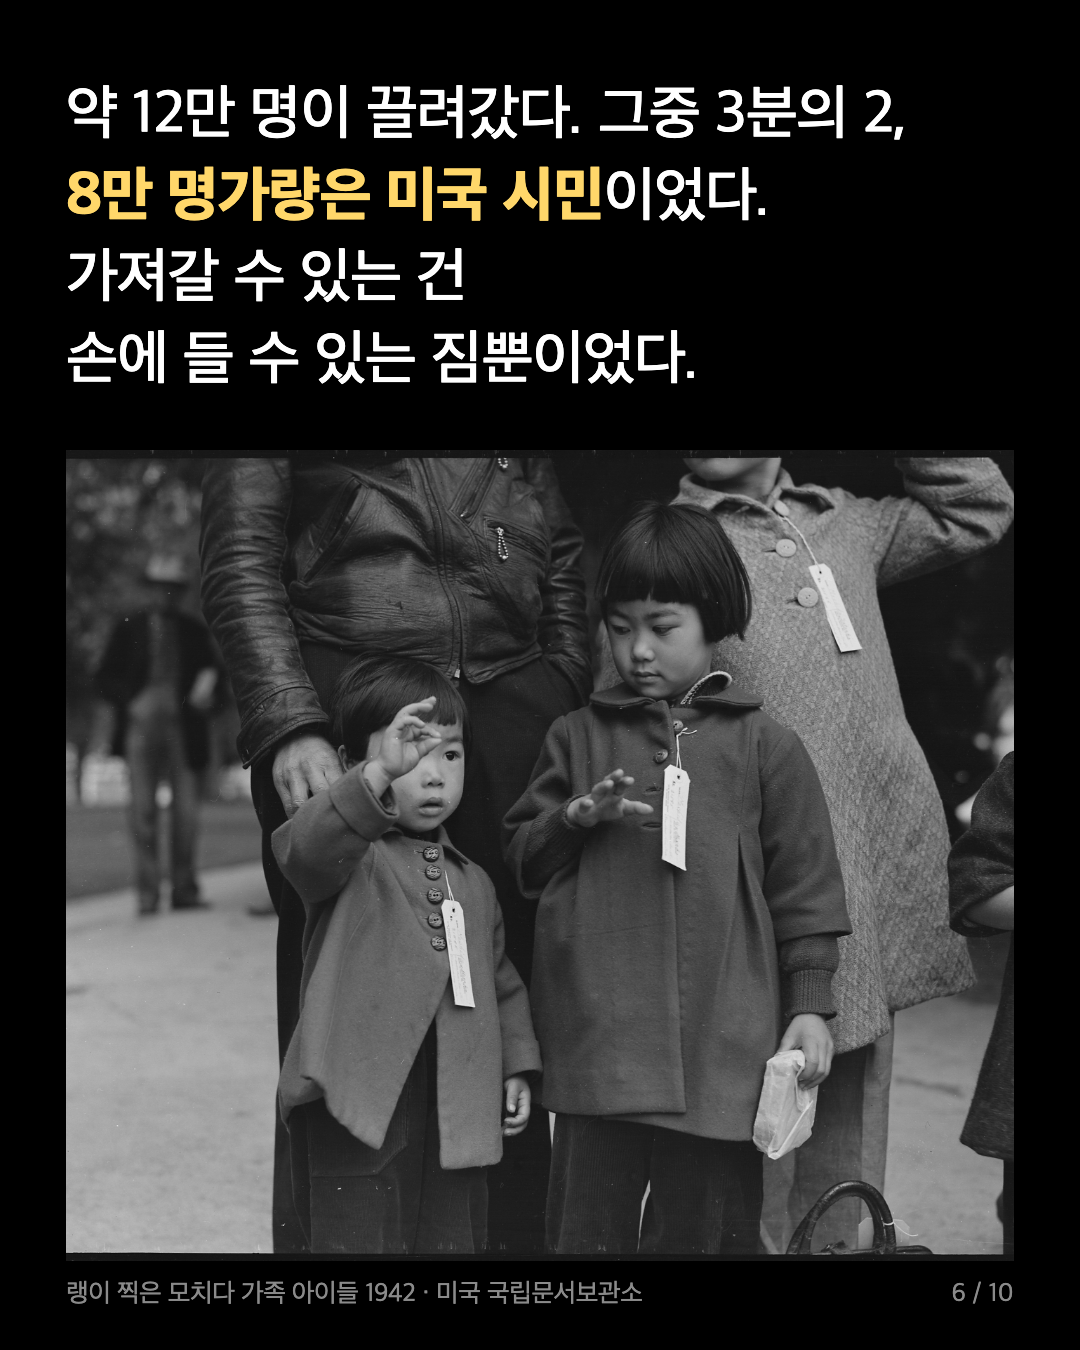 약 12만 명이 끌려갔다. 그중 3분의 2,
8만 명가량은 미국 시민이었다.
가져갈 수 있는 건
손에 들 수 있는 짐뿐이었다.
랭이 찍은 모치다 가족 아이들 1942 · 미국 국립문서보관소
6 / 10